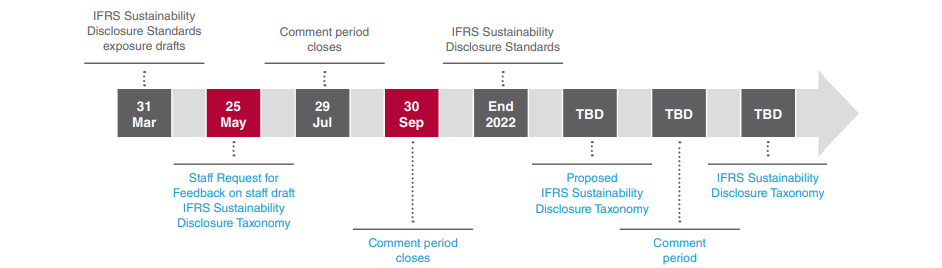 IFRS Sustainability
Disclosure Standards
exposure drafts
Comment period
closes
IFRS Sustainability
Disclosure Standards
31
Mar
25
May
29
Jul
30
Sep
End
2022
TBD
TBD
TBD
Staff Request for
Feedback on staff draft
IFRS Sustainability
Disclosure Taxonomy
Proposed
IFRS Sustainability
Disclosure Taxonomy
IFRS Sustainability
Disclosure Taxonomy
Comment period
closes
Comment
period